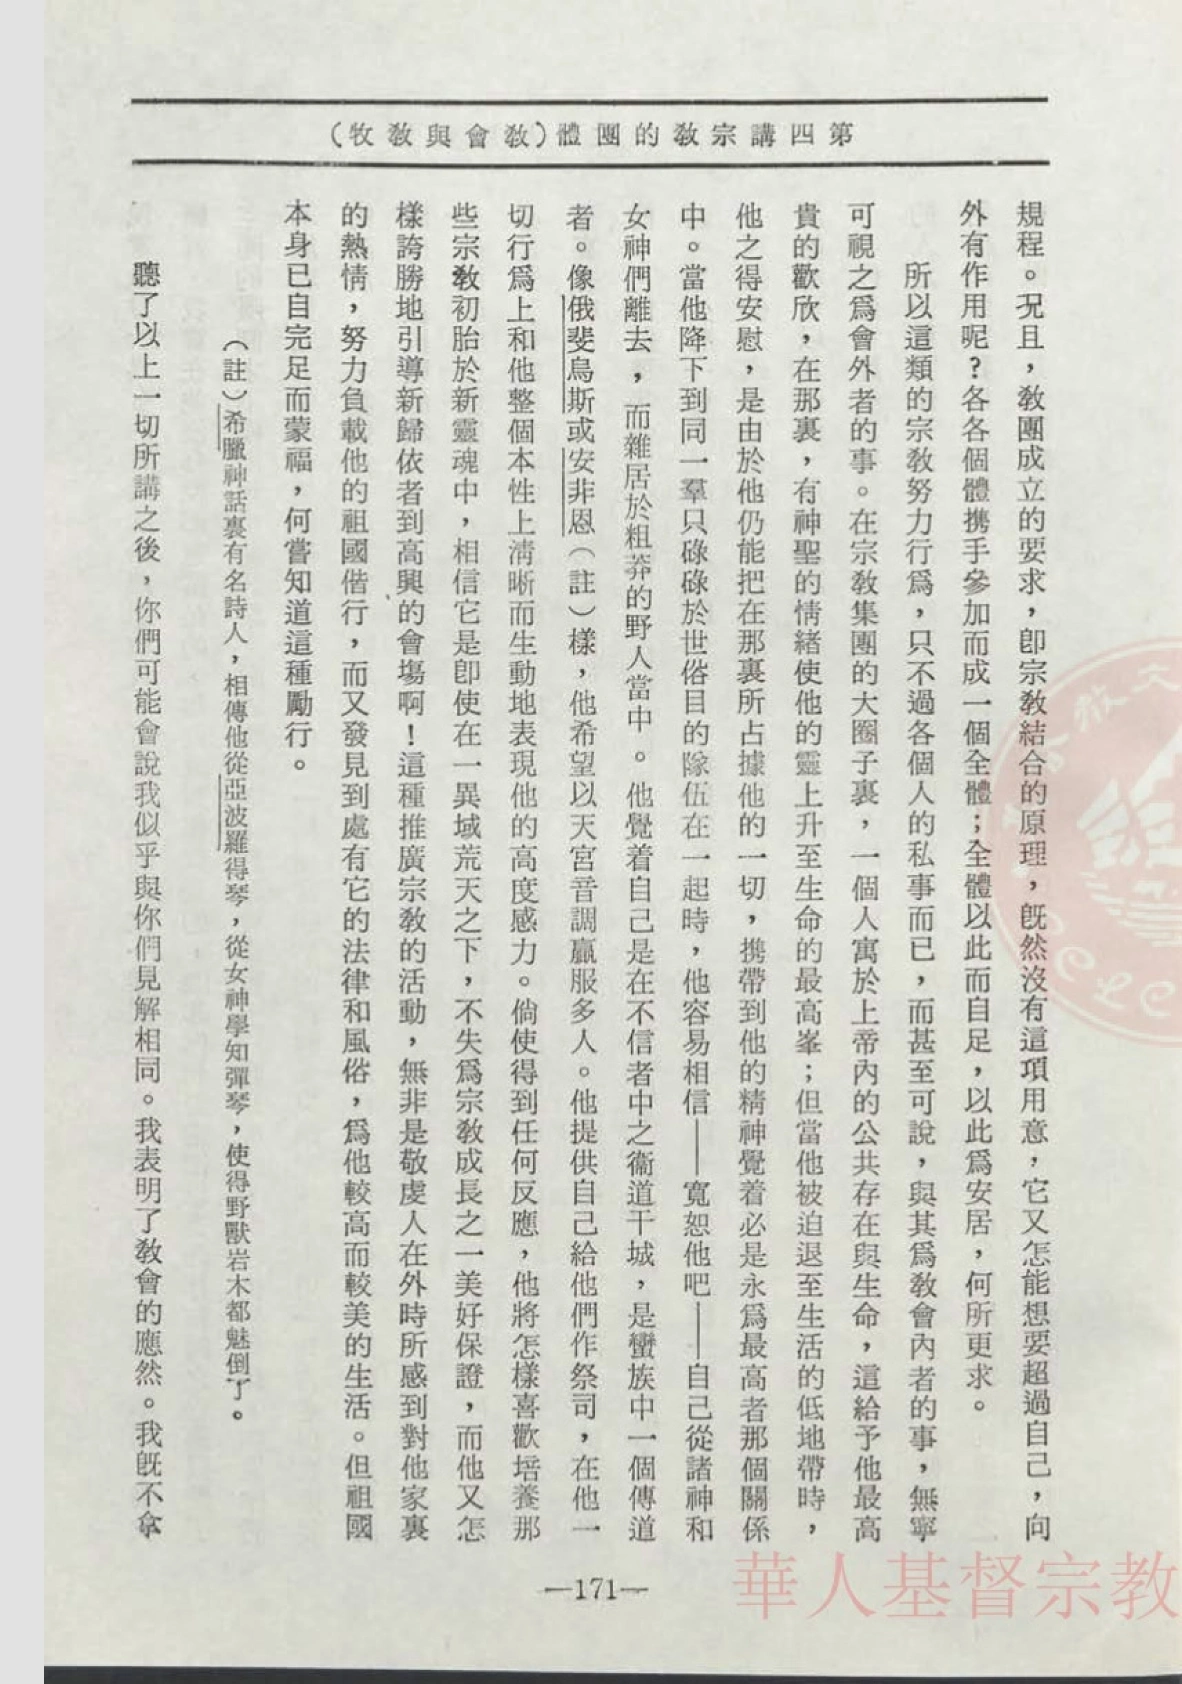 第四講宗敎的團體(敎會與敎牧)
規程。況且，敎團成立的要求，卽宗敎結合的原理，旣然沒有這項用意，它又怎能想要超過自己，向
外有作用呢？各各個體携手參加而成一個全體；全體以此而自足，以此爲安居，何所更求。
所以這類的宗敎努力行爲，只不過各個人的私事而已，而甚至可說，與其爲敎會內者的事，無寧
可視之爲會外者的事。在宗敎集團的大圈子裏，一個人寓於上帝內的公共存在與生命，這給予他最高
貴的歡欣，在那裏，有神聖的情緒使他的靈上升至生命的最高峯；但當他被迫退至生活的低地帶時，
他之得安慰，是由於他仍能把在那裏所占據他的一切，携帶到他的精神覺着必是永爲最高者那個關係
中。當他降下到同一羣只碌碌於世俗目的隊伍在一起時，他容易相信——寬恕他吧——自己從諸神和
女神們離去，而雜居於粗莽的野人當中。他覺着自己是在不信者中之衞道干城，是蠻族中一個傳道
者。像俄斐烏斯或安非恩（註）樣，他希望以天宮音調贏服多人。他提供自己給他們作祭司，在他一
切行爲上和他整個本性上淸晰而生動地表現他的高度感力。倘使得到任何反應，他將怎樣喜歡培養那
些宗敎初胎於新靈魂中，相信它是卽使在一異域荒天之下，不失爲宗敎成長之一美好保證，而他又怎
樣誇勝地引導新歸依者到高興的會場啊！這種推廣宗敎的活動，無非是敬虔人在外時所感到對他家裏
的熱情，努力負載他的祖國偕行，而又發見到處有它的法律和風俗，爲他較高而較美的生活。但祖國
本身已自完足而蒙福，何嘗知道這種勵行。
（註）希臘神話裏有名詩人，相傳他從亞波羅得琴，從女神學知彈琴，使得野獸岩木都魅倒了。
聽了以上一切所講之後，你們可能會說我似乎與你們見解相同。我表明了敎會的應然。我旣不拿
—171—
華人基督宗教